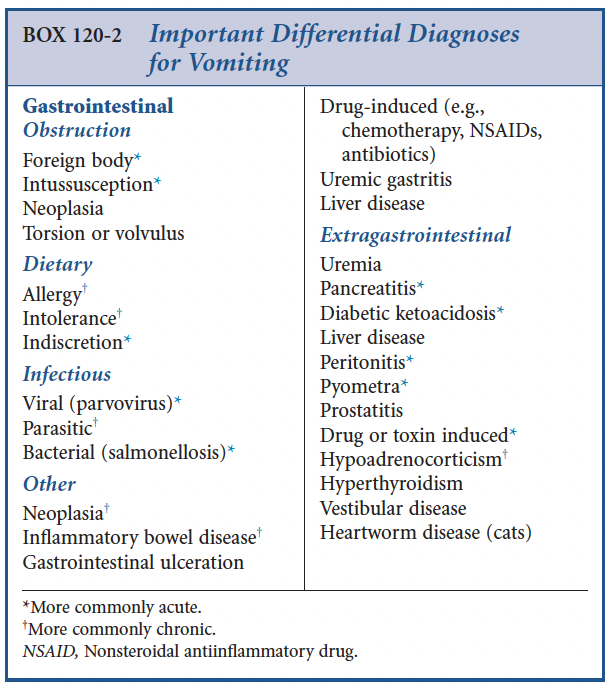 BOX 120-2 Important Differential Diagnoses
for Vomiting
Gastrointestinal
Obstruction
Foreign body*
Intussusception*
Neoplasia
Torsion or volvulus
Dietary
Allergy†
Intolerance†
Indiscretion*
Infectious
Viral (parvovirus)*
Parasitic†
Bacterial (salmonellosis)*
Other
Neoplasia†
Inflammatory bowel disease†
Gastrointestinal ulceration
Drug-induced (e.g.,
chemotherapy, NSAIDs,
antibiotics)
Uremic gastritis
Liver disease
Extragastrointestinal
Uremia
Pancreatitis*
Diabetic ketoacidosis*
Liver disease
Peritonitis*
Pyometra*
Prostatitis
Drug or toxin induced*
Hypoadrenocorticism†
Hyperthyroidism
Vestibular disease
Heartworm disease (cats)
*More commonly acute.
†More commonly chronic.
NSAID, Nonsteroidal antiinflammatory drug.